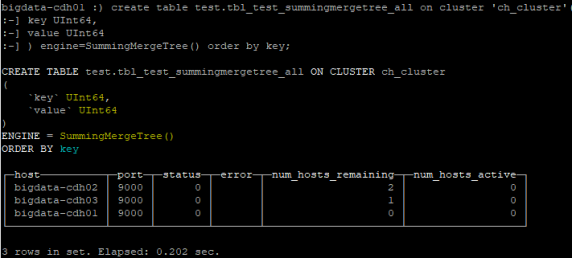 bigdata-cdh01 :) create table test.tbl_test_summingmergetree_all on cluster 'ch_cluster'(
:-] key UInt64,
:-] value UInt64
:-] ) engine=SummingMergeTree() order by key;
CREATE TABLE test.tbl_test_summingmergetree_all ON CLUSTER ch_cluster
(
`key` UInt64,
`value` UInt64
)
ENGINE = SummingMergeTree()
ORDER BY key
host port status error num_hosts_remaining num_hosts_active
bigdata-cdh02 9000 0 2 0
bigdata-cdh03 9000 0 1 0
bigdata-cdh01 9000 0 0 0
3 rows in set. Elapsed: 0.202 sec.